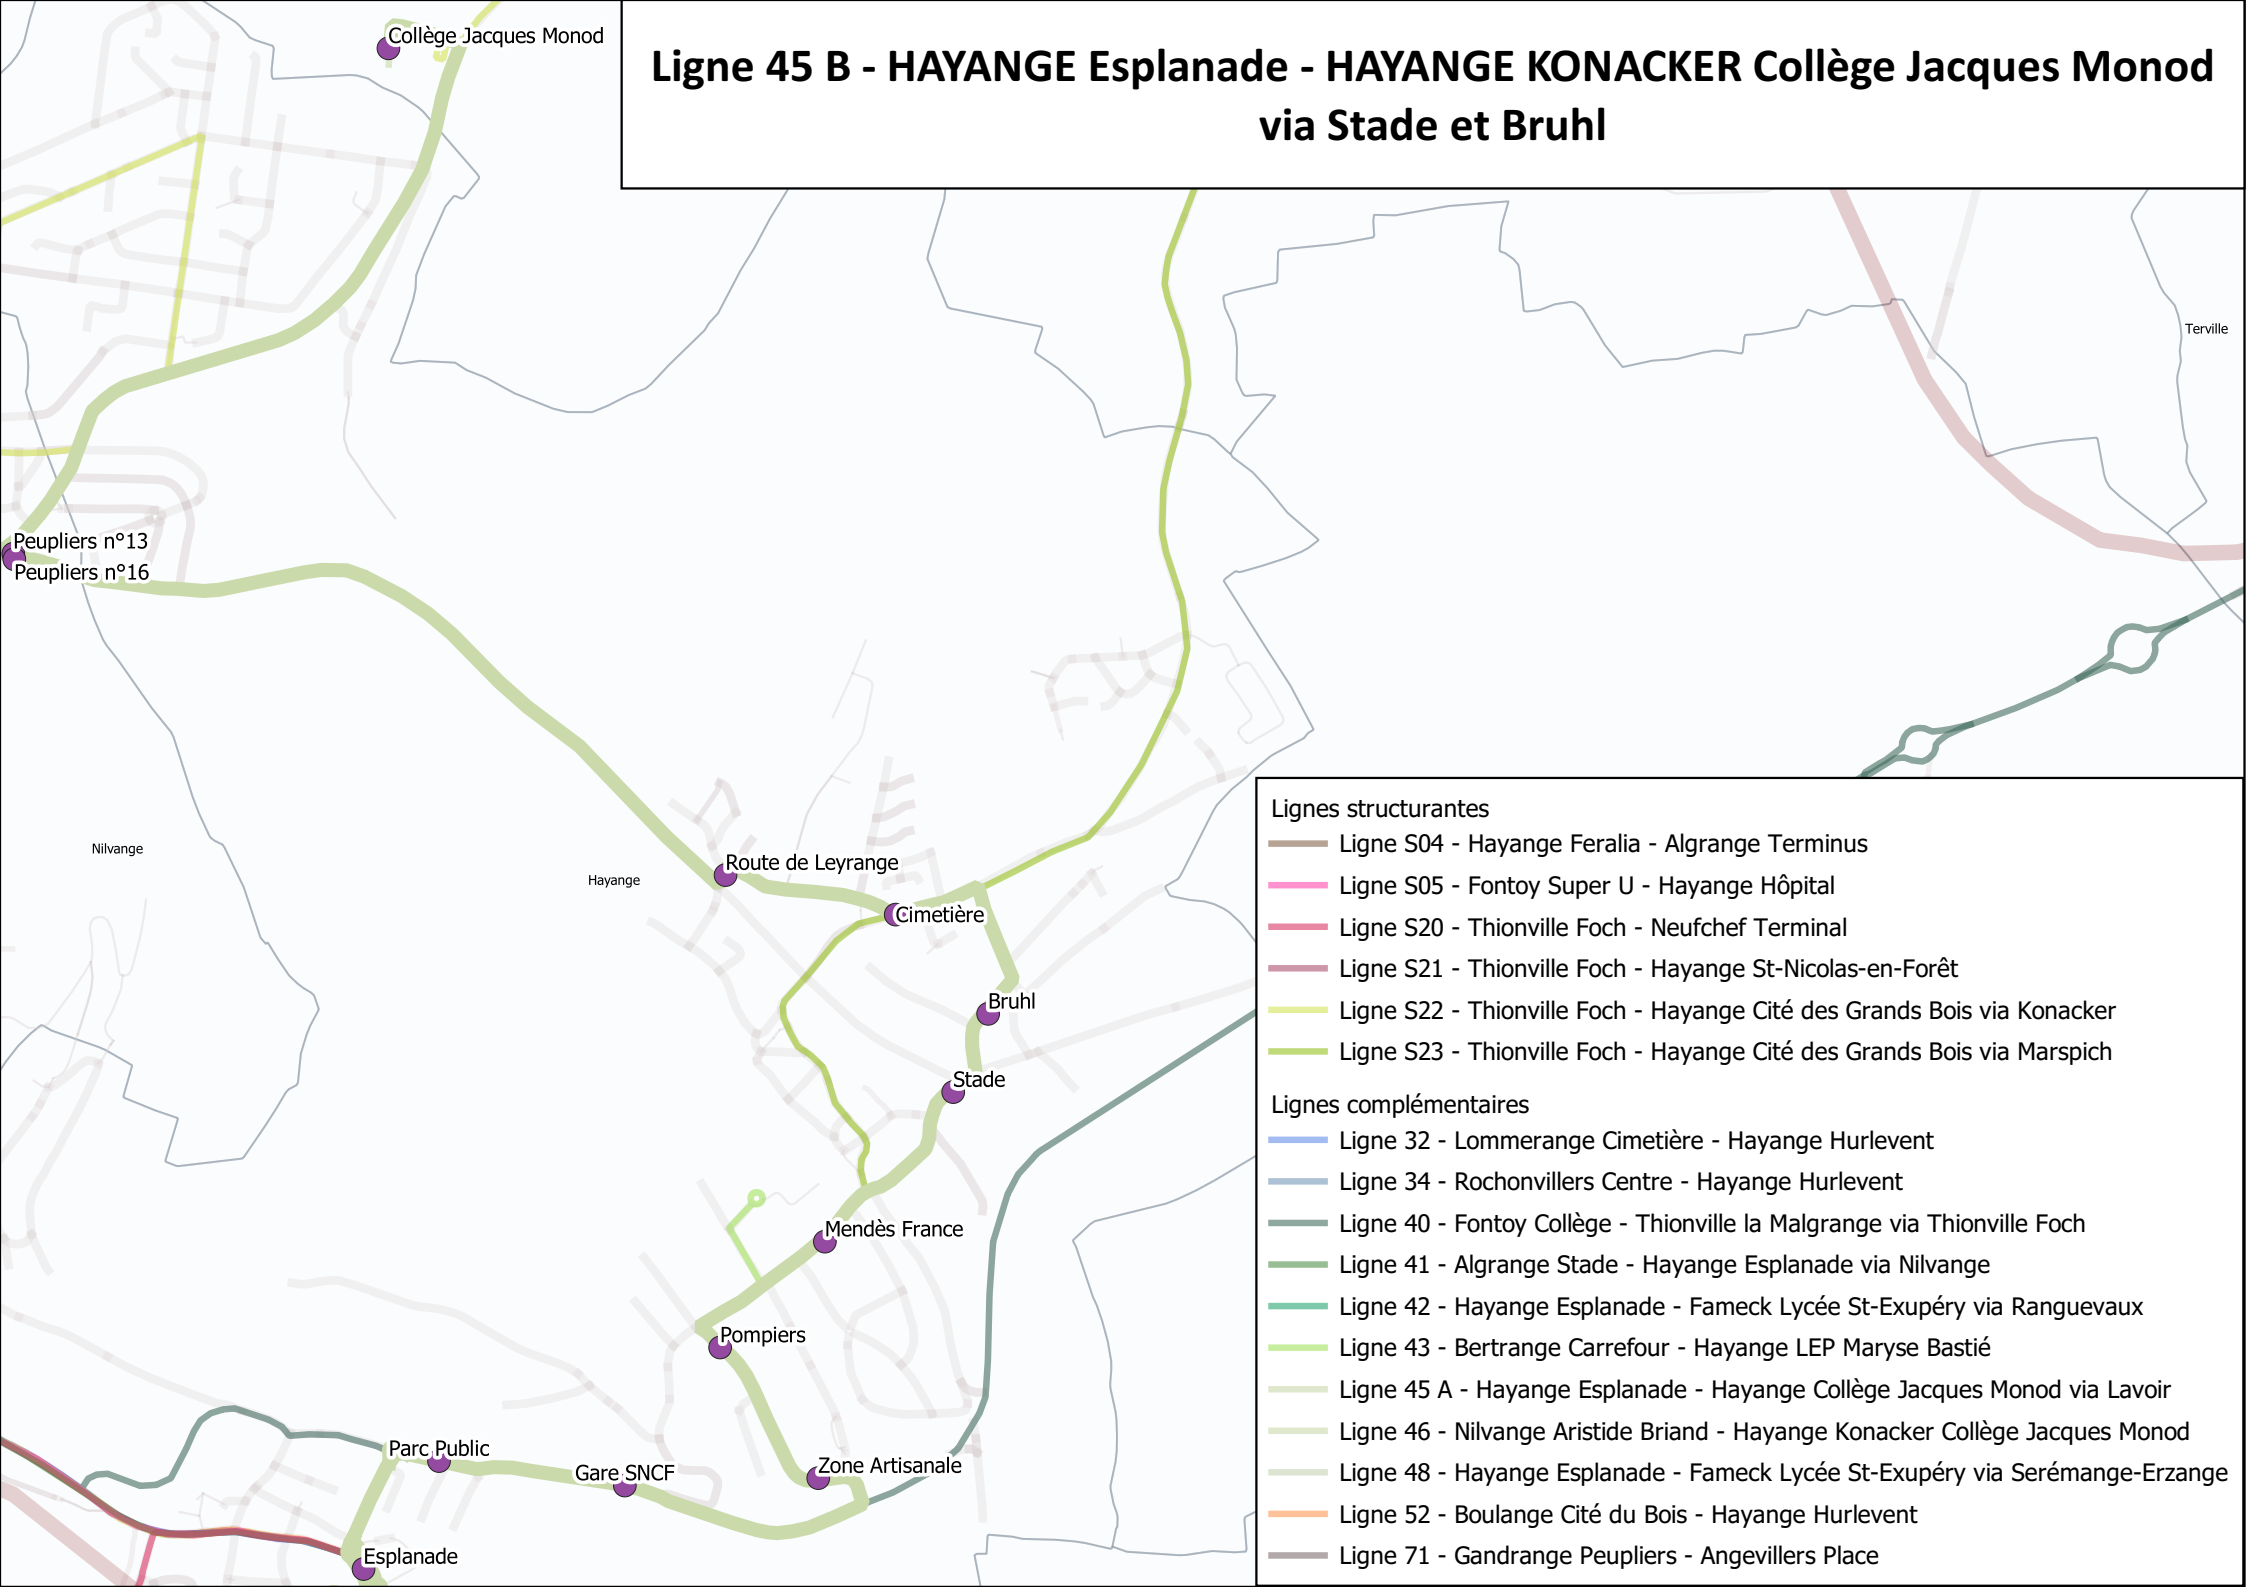 Collège Jacques Monod
Ligne 45 B - HAYANGE Esplanade - HAYANGE KONACKER Collège Jacques Monod
via Stade et Bruhl
Terville
Peupliers n°13
Peupliers n°16
Nilvange
Hayange
Route de Leyrange
Cimetière
Bruhl
Stade
Mendès France
Pompiers
Parc Public
Gare SNCF
Zone Artisanale
Esplanade
Lignes structurantes
Ligne S04 - Hayange Feralia - Algrange Terminus
Ligne S05 - Fontoy Super U - Hayange Hôpital
Ligne S20 - Thionville Foch - Neufchef Terminal
Ligne S21 - Thionville Foch - Hayange St-Nicolas-en-Forêt
Ligne S22 - Thionville Foch - Hayange Cité des Grands Bois via Konacker
Ligne S23 - Thionville Foch - Hayange Cité des Grands Bois via Marspich
Lignes complémentaires
Ligne 32 - Lommerange Cimetière - Hayange Hurlevent
Ligne 34 - Rochonvillers Centre - Hayange Hurlevent
Ligne 40 - Fontoy Collège - Thionville la Malgrange via Thionville Foch
Ligne 41 - Algrange Stade - Hayange Esplanade via Nilvange
Ligne 42 - Hayange Esplanade - Fameck Lycée St-Exupéry via Ranguevaux
Ligne 43 - Bertrange Carrefour - Hayange LEP Maryse Bastié
Ligne 45 A - Hayange Esplanade - Hayange Collège Jacques Monod via Lavoir
Ligne 46 - Nilvange Aristide Briand - Hayange Konacker Collège Jacques Monod
Ligne 48 - Hayange Esplanade - Fameck Lycée St-Exupéry via Serémange-Erzange
Ligne 52 - Boulange Cité du Bois - Hayange Hurlevent
Ligne 71 - Gandrange Peupliers - Angevillers Place